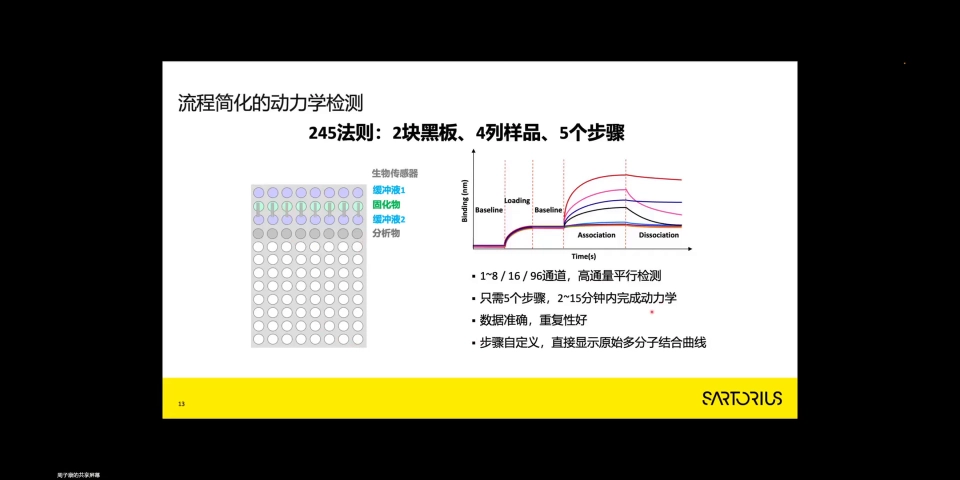 流程简化的动力学检测
245法则：2块黑板、4列样品、5个步骤
生物传感器
缓冲液1
固化物
缓冲液2
分析物
Binding (nm)
Baseline
Loading
Baseline
Association
Dissociation
Time(s)
▪ 1~8 / 16 / 96通道，高通量平行检测
▪ 只需5个步骤，2~15分钟内完成动力学
▪ 数据准确，重复性好
▪ 步骤自定义，直接显示原始多分子结合曲线
13
SARTORIUS